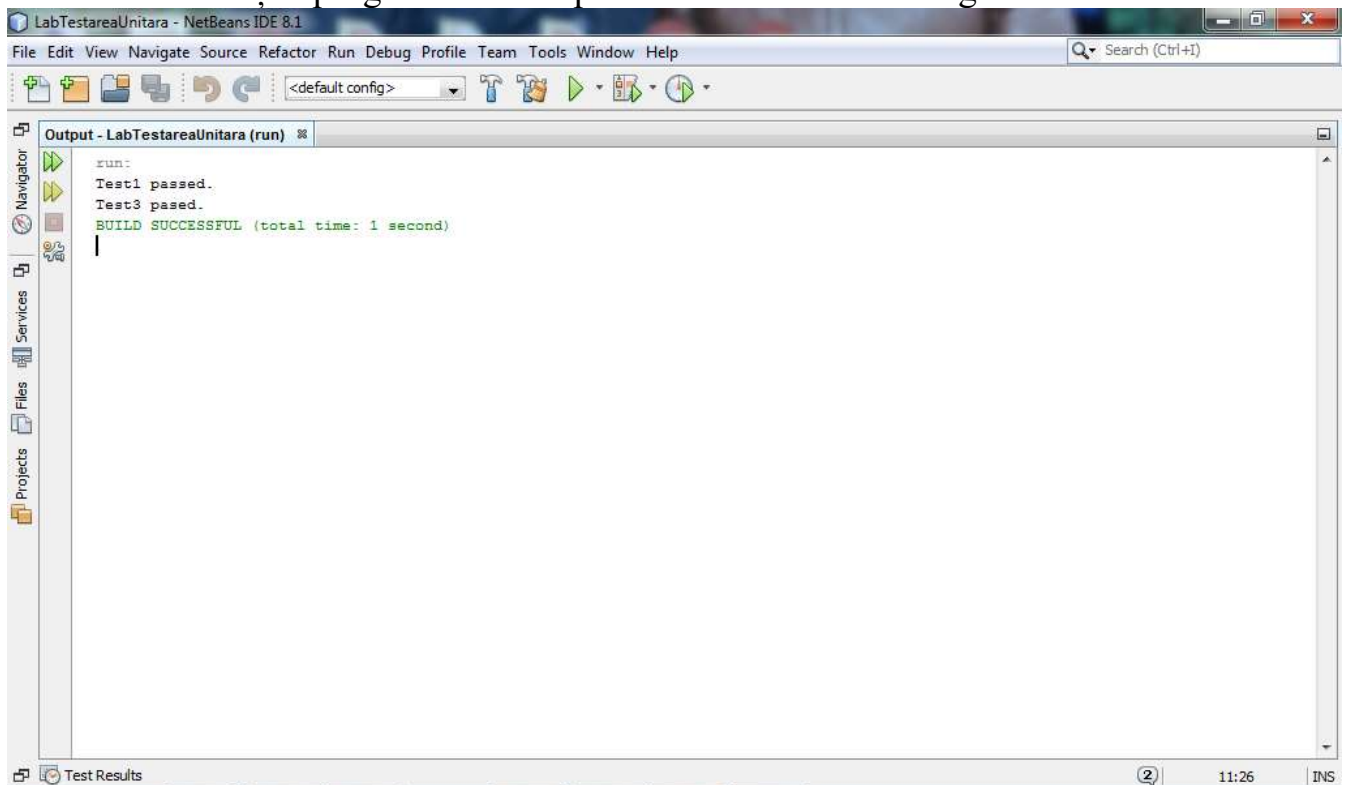 LabTestareaUnitara - NetBeans IDE 8.1
File Edit View Navigate Source Refactor Run Debug Profile Team Tools Window Help
Search (Ctrl+I)
<default config>
Output - LabTestareaUnitara (run)
run:
Test1 passed.
Test3 pased.
BUILD SUCCESSFUL (total time: 1 second)
Navigator
Services
Files
Projects
Test Results
2
11:26
INS